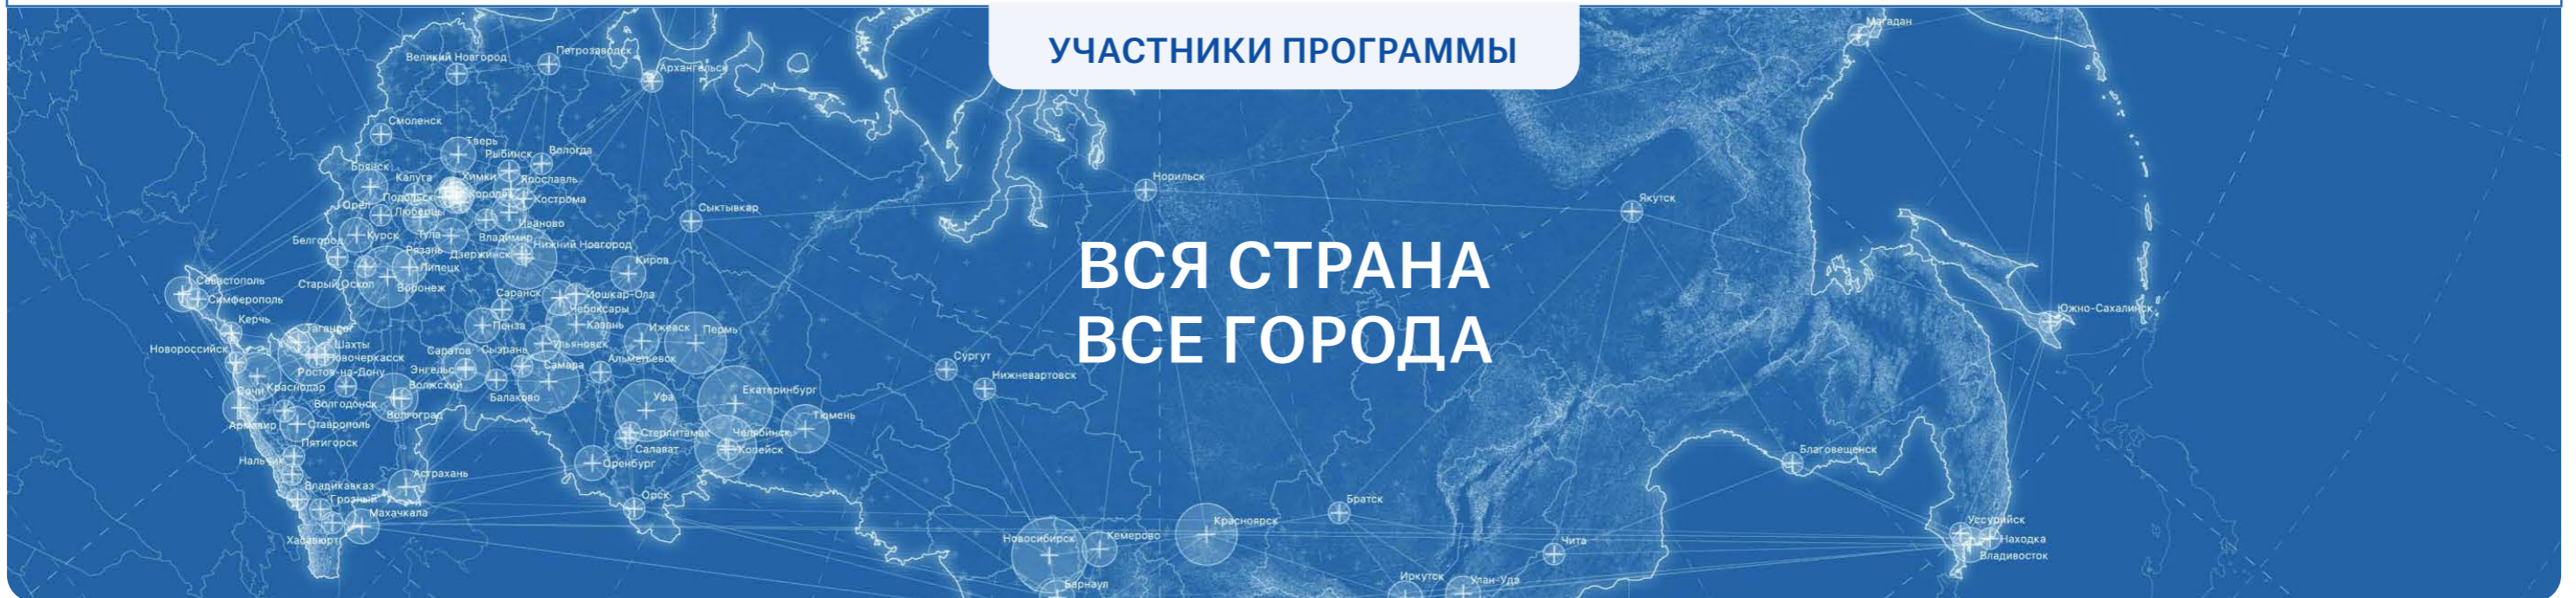 УЧАСТНИКИ ПРОГРАММЫ
ВСЯ СТРАНА
ВСЕ ГОРОДА
Магадан
Петрозаводск
Великий Новгород
Архангельск
Смоленск
Тверь
Рыбинск
Вологда
Брянск
Калуга
Химки
Ярославль
Подольск
Королёв
Кострома
Орёл
Люберцы
Иваново
Норильск
Якутск
Сыктывкар
Белгород
Курск
Тула
Владимир
Нижний Новгород
Рязань
Дзержинск
Липецк
Киров
Севастополь
Симферополь
Старый Оскол
Воронеж
Саранск
Йошкар-Ола
Чебоксары
Керчь
Таганрог
Пенза
Казань
Ижевск
Пермь
Южно-Сахалинск
Новороссийск
Шахты
Новочеркасск
Саратов
Сызрань
Ульяновск
Альметьевск
Сургут
Ростов-на-Дону
Энгельс
Самара
Нижневартовск
Сочи
Краснодар
Волжский
Балаково
Уфа
Екатеринбург
Волгодонск
Волгоград
Тюмень
Армавир
Ставрополь
Стерлитамак
Челябинск
Пятигорск
Салават
Копейск
Благовещенск
Нальчик
Оренбург
Астрахань
Владикавказ
Грозный
Орск
Братск
Махачкала
Красноярск
Уссурийск
Хасавюрт
Новосибирск
Кемерово
Чита
Находка
Владивосток
Барнаул
Иркутск
Улан-Удэ